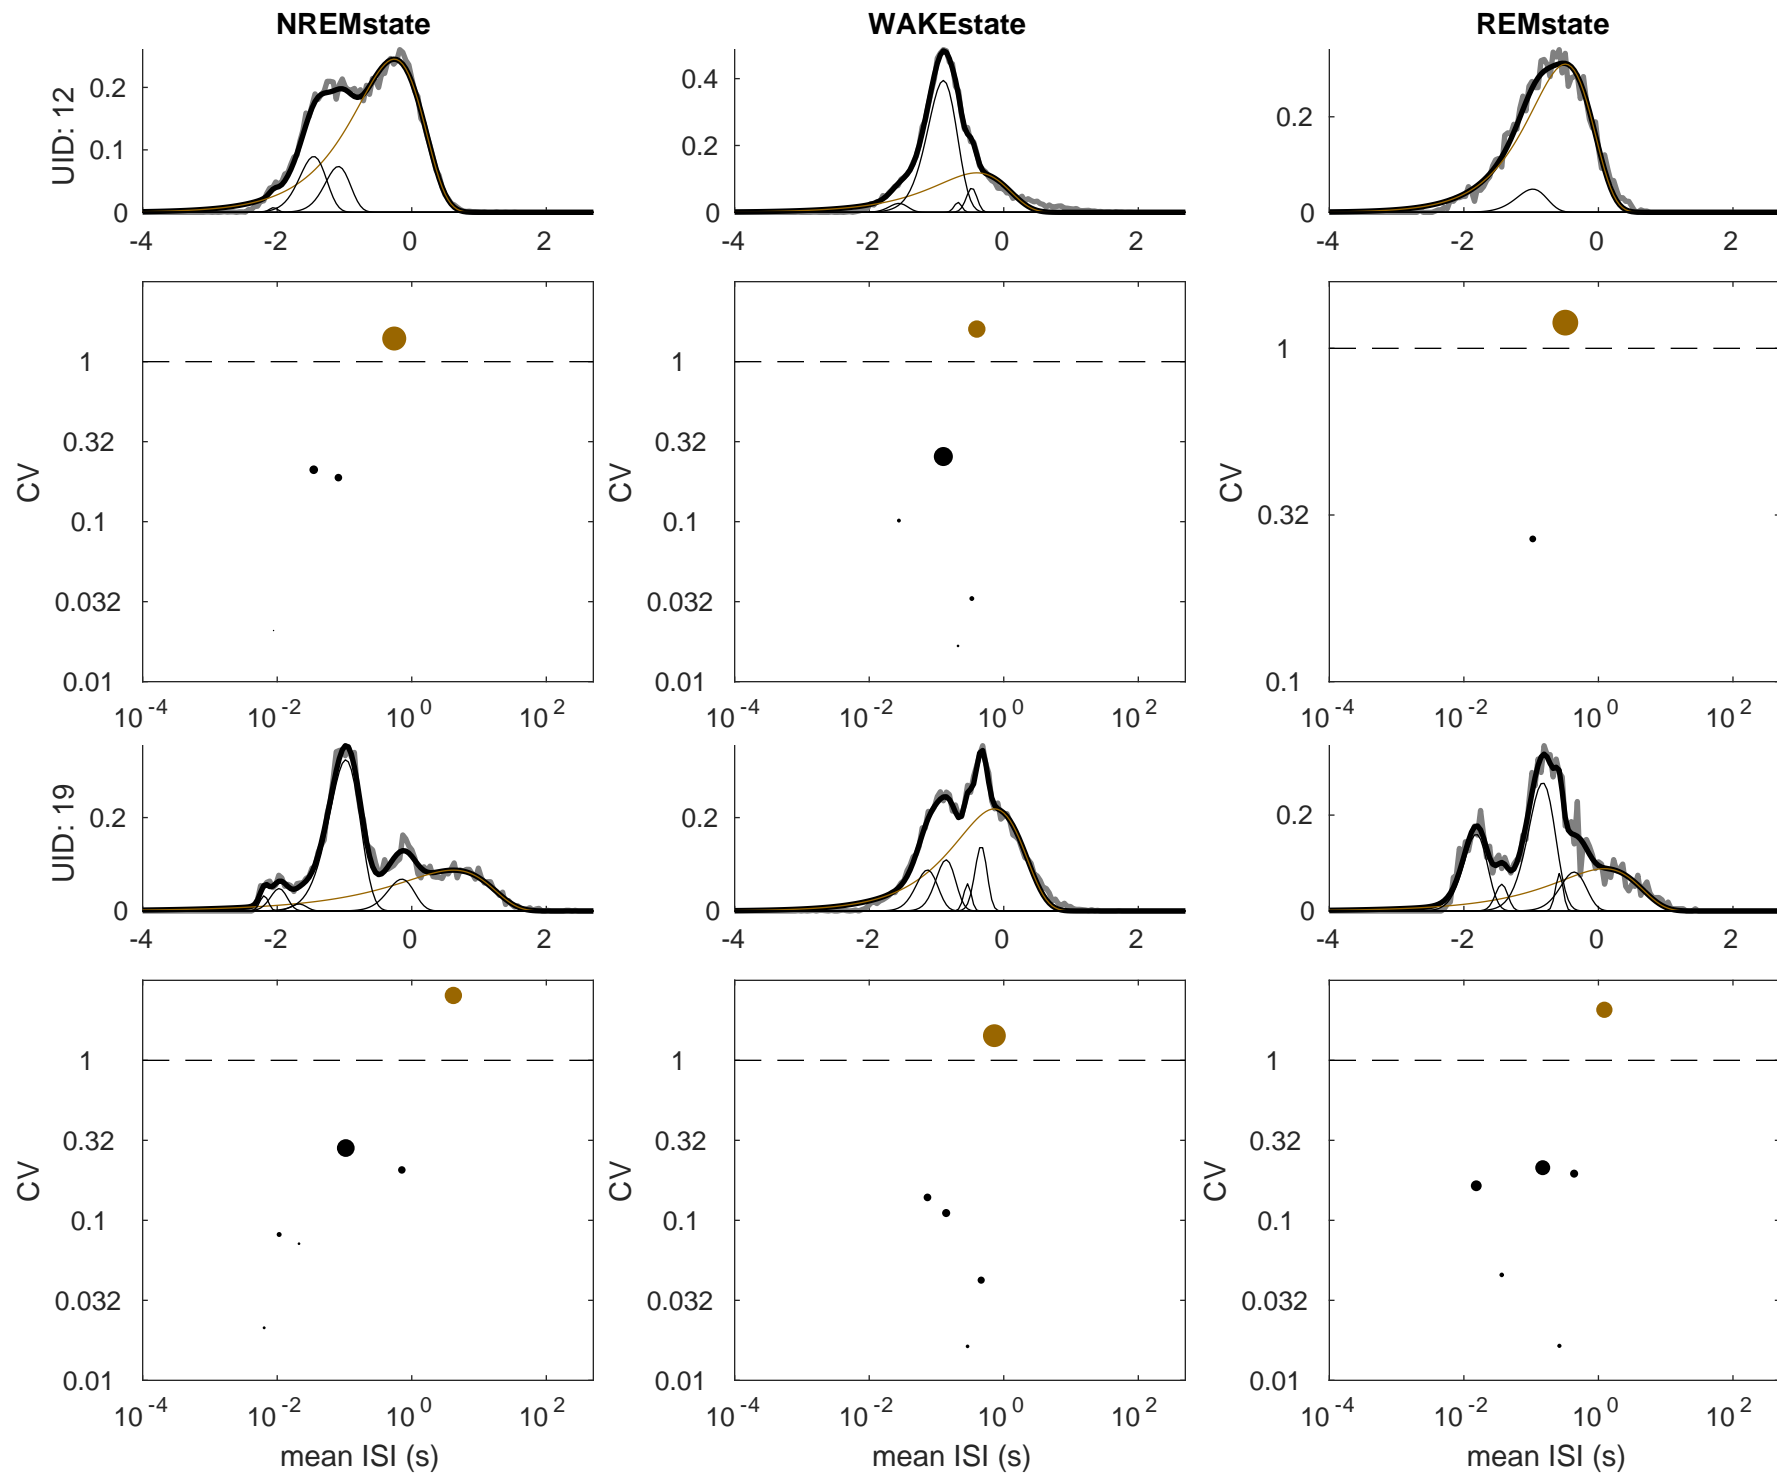 NREMstate WAKEstate REMstate
UID: 12
0.2 0.1 0
-4 -2 0 2
0.4 0.2 0
-4 -2 0 2
0.2 0
-4 -2 0 2
CV
1 0.32 0.1 0.032 0.01
10^-4 10^-2 10^0 10^2
CV
1 0.32 0.1 0.032 0.01
10^-4 10^-2 10^0 10^2
CV
1 0.32 0.1
10^-4 10^-2 10^0 10^2
UID: 19
0.2 0
-4 -2 0 2
0.2 0
-4 -2 0 2
0.2 0
-4 -2 0 2
CV
1 0.32 0.1 0.032 0.01
10^-4 10^-2 10^0 10^2
mean ISI (s)
CV
1 0.32 0.1 0.032 0.01
10^-4 10^-2 10^0 10^2
mean ISI (s)
CV
1 0.32 0.1 0.032 0.01
10^-4 10^-2 10^0 10^2
mean ISI (s)